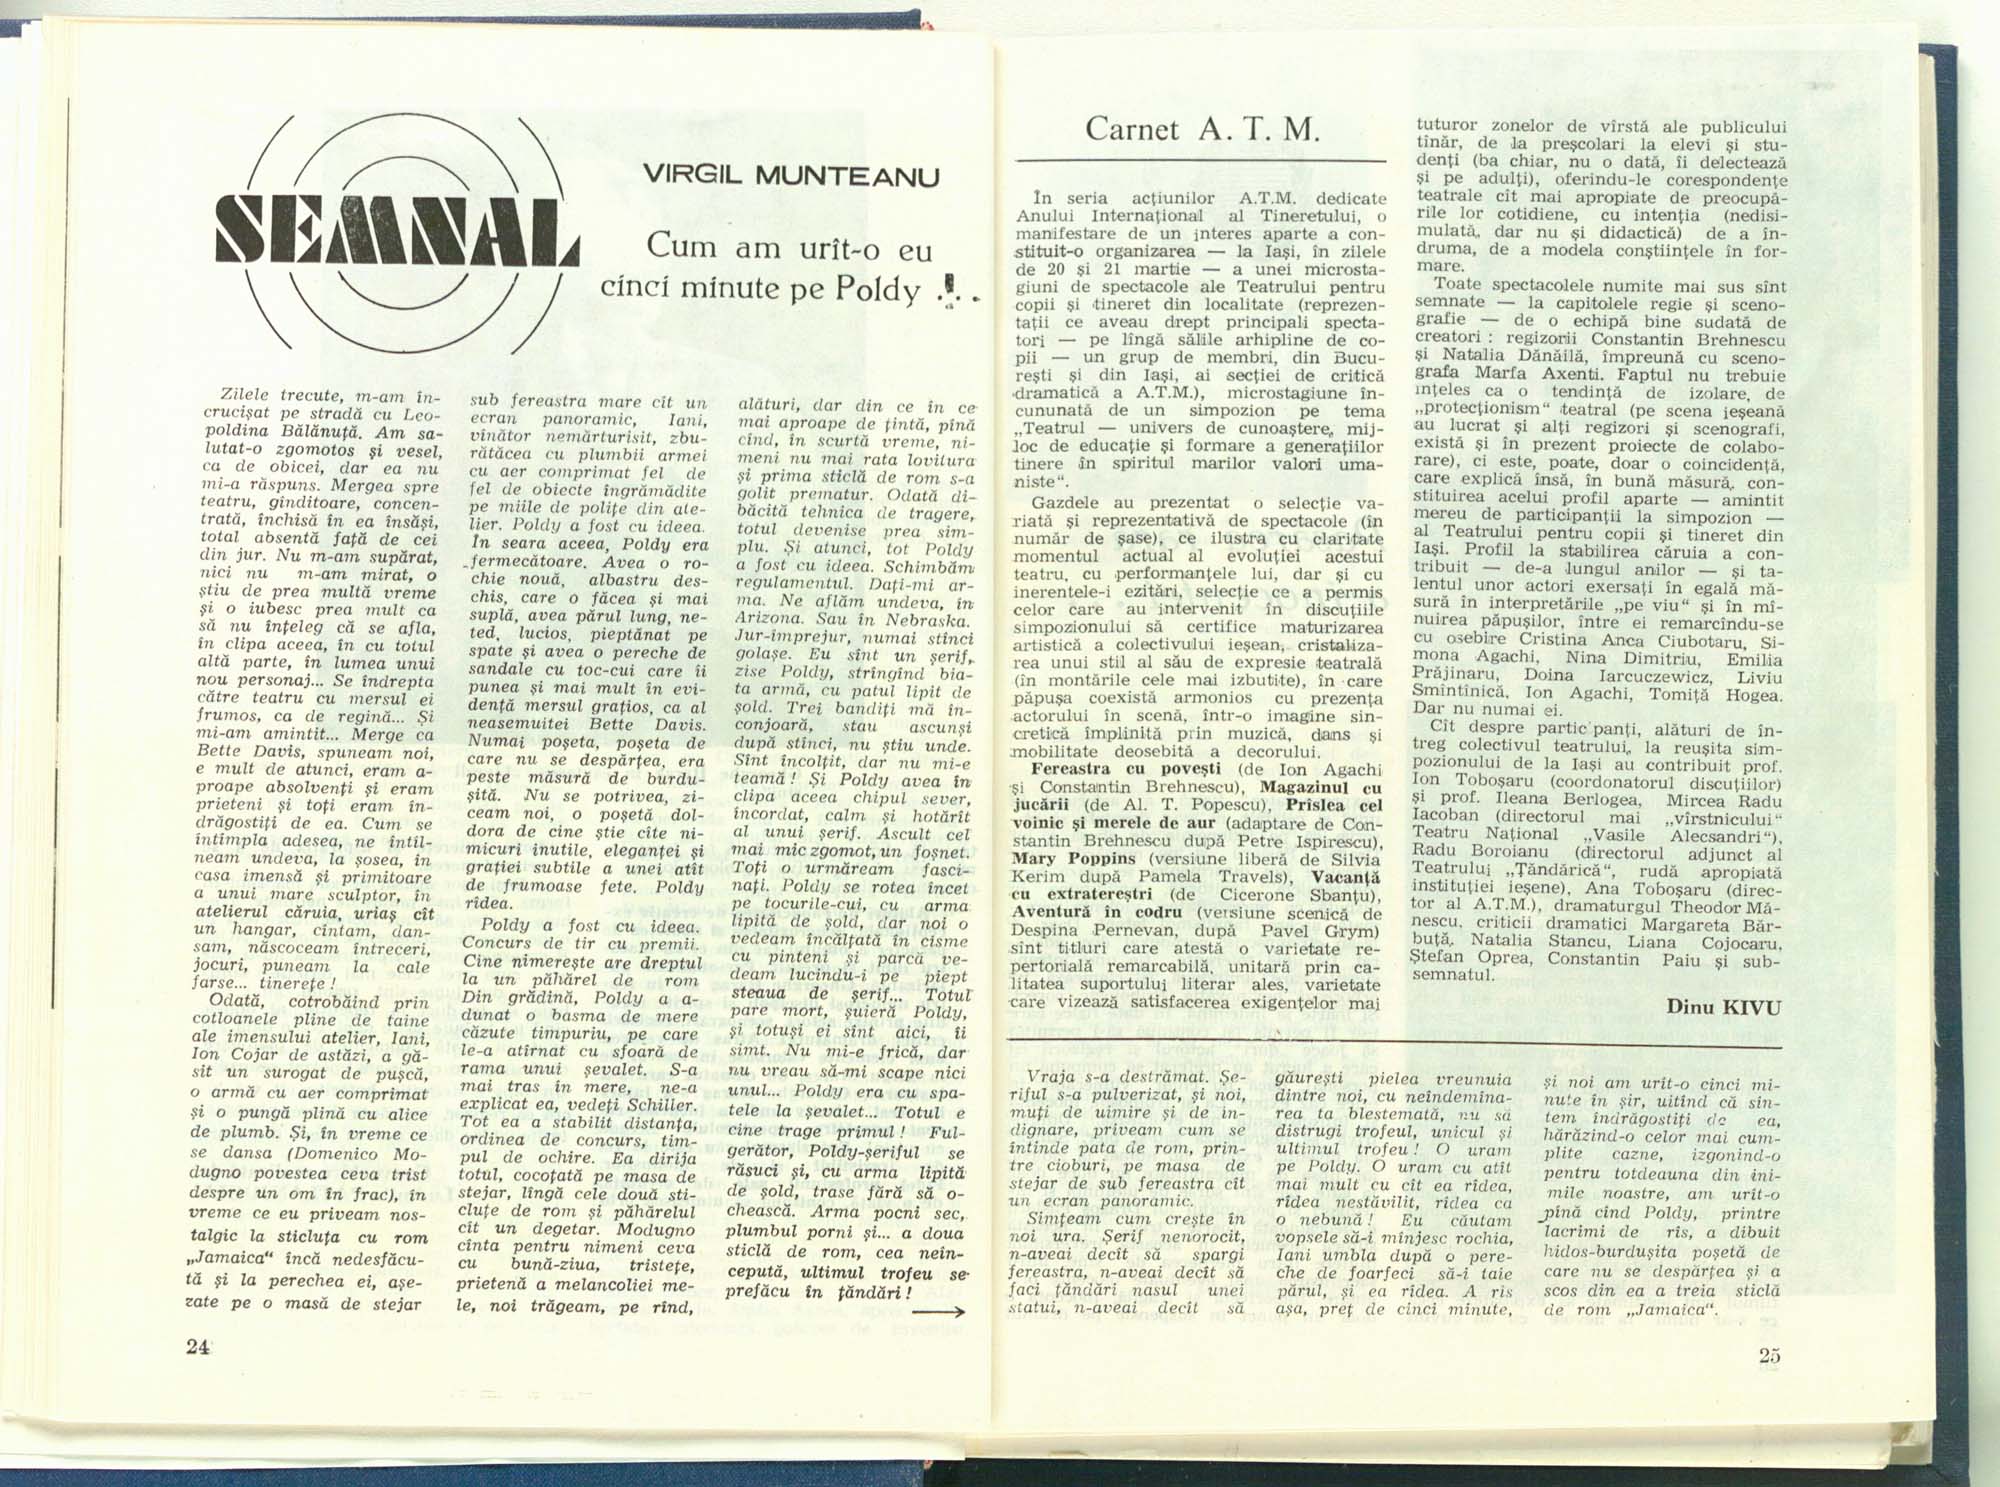 SEMNAL
VIRGIL MUNTEANU
Cum am urît-o eu
cinci minute pe Poldy !..
Zilele trecute, m-am în-
crucișat pe stradă cu Leo-
poldina Bălănuță. Am sa-
lutat-o zgomotos și vesel,
ca de obicei, dar ea nu
mi-a răspuns. Mergea spre
teatru, gînditoare, concen-
trată, închisă în ea însăși,
total absentă față de cei
din jur. Nu m-am supărat,
nici nu m-am mirat, o
știu de prea multă vreme
și o iubesc prea mult ca
să nu înțeleg că se afla,
în clipa aceea, în cu totul
altă parte, în lumea unui
nou personaj... Se îndrepta
către teatru cu mersul ei
frumos, ca de regină... Și
mi-am amintit... Merge ca
Bette Davis, spuneam noi,
e mult de atunci, eram a-
proape absolvenți și eram
prieteni și toți eram în-
drăgostiți de ea. Cum se
întîmpla adesea, ne întîl-
neam undeva, la șosea, în
casa imensă și primitoare
a unui mare sculptor, în
atelierul căruia, uriaș cît
un hangar, cîntam, dan-
sam, născoceam întreceri,
jocuri, puneam la cale
farse... tinerețe !
Odată, cotrobăind prin
cotloanele pline de taine
ale imensului atelier, Iani,
Ion Cojar de astăzi, a gă-
sit un surogat de pușcă,
o armă cu aer comprimat
și o pungă plină cu alice
de plumb. Și, în vreme ce
se dansa (Domenico Mo-
dugno povestea ceva trist
despre un om în frac), în
vreme ce eu priveam nos-
talgic la sticluța cu rom
„Jamaica“ încă nedesfăcu-
tă și la perechea ei, așe-
zate pe o masă de stejar
sub fereastra mare cît un
ecran panoramic, Iani,
vînător nemărturisit, zbu-
rătăcea cu plumbii armei
cu aer comprimat fel de
fel de obiecte îngrămădite
pe miile de polițe din ate-
lier. Poldy a fost cu ideea.
În seara aceea, Poldy era
fermecătoare. Avea o ro-
chie nouă, albastru des-
chis, care o făcea și mai
suplă, avea părul lung, ne-
ted, lucios, pieptănat pe
spate și avea o pereche de
sandale cu toc-cui care îi
punea și mai mult în evi-
dență mersul grațios, ca al
neasemuitei Bette Davis.
Numai poșeta, poșeta de
care nu se despărțea, era
peste măsură de burdu-
șită. Nu se potrivea, zi-
ceam noi, o poșetă dol-
dora de cine știe cîte ni-
micuri inutile, eleganței și
grației subtile a unei atît
de frumoase fete. Poldy
rîdea.
Poldy a fost cu ideea.
Concurs de tir cu premii.
Cine nimerește are dreptul
la un păhărel de rom
Din grădină, Poldy a a-
dunat o basma de mere
căzute timpuriu, pe care
le-a atîrnat cu sfoară de
rama unui șevalet. S-a
mai tras în mere, ne-a
explicat ea, vedeți Schiller.
Tot ea a stabilit distanța,
ordinea de concurs, tim-
pul de ochire. Ea dirija
totul, cocoțată pe masa de
stejar, lîngă cele două sti-
cluțe de rom și păhărelul
cît un degetar. Modugno
cînta pentru nimeni ceva
cu bună-ziua, tristețe,
prietenă a melancoliei me-
le, noi trăgeam, pe rînd,
alături, dar din ce în ce
mai aproape de țintă, pînă
cînd, în scurtă vreme, ni-
meni nu mai rata lovitura
și prima sticlă de rom s-a
golit prematur. Odată di-
băcită tehnica de tragere,
totul devenise prea sim-
plu. Și atunci, tot Poldy
a fost cu ideea. Schimbăm
regulamentul. Dați-mi ar-
ma. Ne aflăm undeva, în
Arizona. Sau în Nebraska.
Jur-împrejur, numai stînci
golașe. Eu sînt un șerif,
zise Poldy, strîngînd bia-
ta armă, cu patul lipit de
șold. Trei bandiți mă în-
conjoară, stau ascunși
după stînci, nu știu unde.
Sînt încolțit, dar nu mi-e
teamă ! Și Poldy avea în
clipa aceea chipul sever,
încordat, calm și hotărît
al unui șerif. Ascult cel
mai mic zgomot, un foșnet.
Toți o urmăream fasci-
nați. Poldy se rotea încet
pe tocurile-cui, cu arma
lipită de șold, dar noi o
vedeam încălțată în cisme
cu pinteni și parcă ve-
deam lucindu-i pe piept
steaua de șerif... Totul
pare mort, șuieră Poldy,
și totuși ei sînt aici, îi
simt. Nu mi-e frică, dar
nu vreau să-mi scape nici
unul... Poldy era cu spa-
tele la șevalet... Totul e
cine trage primul ! Ful-
gerător, Poldy-șeriful se
răsuci și, cu arma lipită
de șold, trase fără să o-
chească. Arma pocni sec,
plumbul porni și... a doua
sticlă de rom, cea neîn-
cepută, ultimul trofeu se
prefăcu în țăndări !
24
Carnet A. T. M.
În seria acțiunilor A.T.M. dedicate
Anului Internațional al Tineretului, o
manifestare de un interes aparte a con-
stituit-o organizarea — la Iași, în zilele
de 20 și 21 martie — a unei microsta-
giuni de spectacole ale Teatrului pentru
copii și tineret din localitate (reprezen-
tații ce aveau drept principali specta-
tori — pe lîngă sălile arhipline de co-
pii — un grup de membri, din Bucu-
rești și din Iași, ai secției de critică
dramatică a A.T.M.), microstagiune în-
cununată de un simpozion pe tema
„Teatrul — univers de cunoaștere, mij-
loc de educație și formare a generațiilor
tinere în spiritul marilor valori uma-
niste“.
Gazdele au prezentat o selecție va-
riată și reprezentativă de spectacole (în
număr de șase), ce ilustra cu claritate
momentul actual al evoluției acestui
teatru, cu performanțele lui, dar și cu
inerentele-i ezitări, selecție ce a permis
celor care au intervenit în discuțiile
simpozionului să certifice maturizarea
artistică a colectivului ieșean, cristaliza-
rea unui stil al său de expresie teatrală
(în montările cele mai izbutite), în care
păpușa coexistă armonios cu prezența
actorului în scenă, într-o imagine sin-
cretică împlinită prin muzică, dans și
mobilitate deosebită a decorului.
Fereastra cu povești (de Ion Agachi
și Constantin Brehnescu), Magazinul cu
jucării (de Al. T. Popescu), Prîslea cel
voinic și merele de aur (adaptare de Con-
stantin Brehnescu după Petre Ispirescu),
Mary Poppins (versiune liberă de Silvia
Kerim după Pamela Travels), Vacanță
cu extratereștri (de Cicerone Sbanțu),
Aventură în codru (versiune scenică de
Despina Pernevan, după Pavel Grym)
sînt titluri care atestă o varietate re-
pertorială remarcabilă, unitară prin ca-
litatea suportului literar ales, varietate
care vizează satisfacerea exigențelor mai
tuturor zonelor de vîrstă ale publicului
tînăr, de la preșcolari la elevi și stu-
denți (ba chiar, nu o dată, îi delectează
și pe adulți), oferindu-le corespondențe
teatrale cît mai apropiate de preocupă-
rile lor cotidiene, cu intenția (nedisi-
mulată, dar nu și didactică) de a în-
druma, de a modela conștiințele în for-
mare.
Toate spectacolele numite mai sus sînt
semnate — la capitolele regie și sceno-
grafie — de o echipă bine sudată de
creatori : regizorii Constantin Brehnescu
și Natalia Dănăilă, împreună cu sceno-
grafa Marfa Axenti. Faptul nu trebuie
înțeles ca o tendință de izolare, de
„protecționism“ teatral (pe scena ieșeană
au lucrat și alți regizori și scenografi,
există și în prezent proiecte de colabo-
rare), ci este, poate, doar o coincidență,
care explică însă, în bună măsură, con-
stituirea acelui profil aparte — amintit
mereu de participanții la simpozion —
al Teatrului pentru copii și tineret din
Iași. Profil la stabilirea căruia a con-
tribuit — de-a lungul anilor — și ta-
lentul unor actori exersați în egală mă-
sură în interpretările „pe viu“ și în mî-
nuirea păpușilor, între ei remarcîndu-se
cu osebire Cristina Anca Ciubotaru, Si-
mona Agachi, Nina Dimitriu, Emilia
Prăjinaru, Doina Iarcuczewicz, Liviu
Smîntînică, Ion Agachi, Tomiță Hogea.
Dar nu numai ei.
Cît despre participanți, alături de în-
treg colectivul teatrului, la reușita sim-
pozionului de la Iași au contribuit prof.
Ion Toboșaru (coordonatorul discuțiilor)
și prof. Ileana Berlogea, Mircea Radu
Iacoban (directorul mai „vîrstnicului“
Teatru Național „Vasile Alecsandri“),
Radu Boroianu (directorul adjunct al
Teatrului „Țăndărică“, rudă apropiată
instituției ieșene), Ana Toboșaru (direc-
tor al A.T.M.), dramaturgul Theodor Mă-
nescu, criticii dramatici Margareta Băr-
buță, Natalia Stancu, Liana Cojocaru,
Ștefan Oprea, Constantin Paiu și sub-
semnatul.
Dinu KIVU
Vraja s-a destrămat. Șe-
riful s-a pulverizat, și noi,
muți de uimire și de in-
dignare, priveam cum se
întinde pata de rom, prin-
tre cioburi, pe masa de
stejar de sub fereastra cît
un ecran panoramic.
Simțeam cum crește în
noi ura. Șerif nenorocit,
n-aveai decît să spargi
fereastra, n-aveai decît să
faci țăndări nasul unei
statui, n-aveai decît să
găurești pielea vreunuia
dintre noi, cu neîndemîna-
rea ta blestemată, nu să
distrugi trofeul, unicul și
ultimul trofeu ! O uram
pe Poldy. O uram cu atît
mai mult cu cît ea rîdea,
rîdea nestăvilit, rîdea ca
o nebună ! Eu căutam
vopsele să-i mînjesc rochia,
Iani umbla după o pere-
che de foarfeci să-i taie
părul, și ea rîdea. A rîs
așa, preț de cinci minute,
și noi am urît-o cinci mi-
nute în șir, uitînd că sîn-
tem îndrăgostiți de ea,
hărăzind-o celor mai cum-
plite cazne, izgonind-o
pentru totdeauna din ini-
mile noastre, am urît-o
pînă cînd Poldy, printre
lacrimi de rîs, a dibuit
hidos-burdușita poșetă de
care nu se despărțea și a
scos din ea a treia sticlă
de rom „Jamaica“.
25